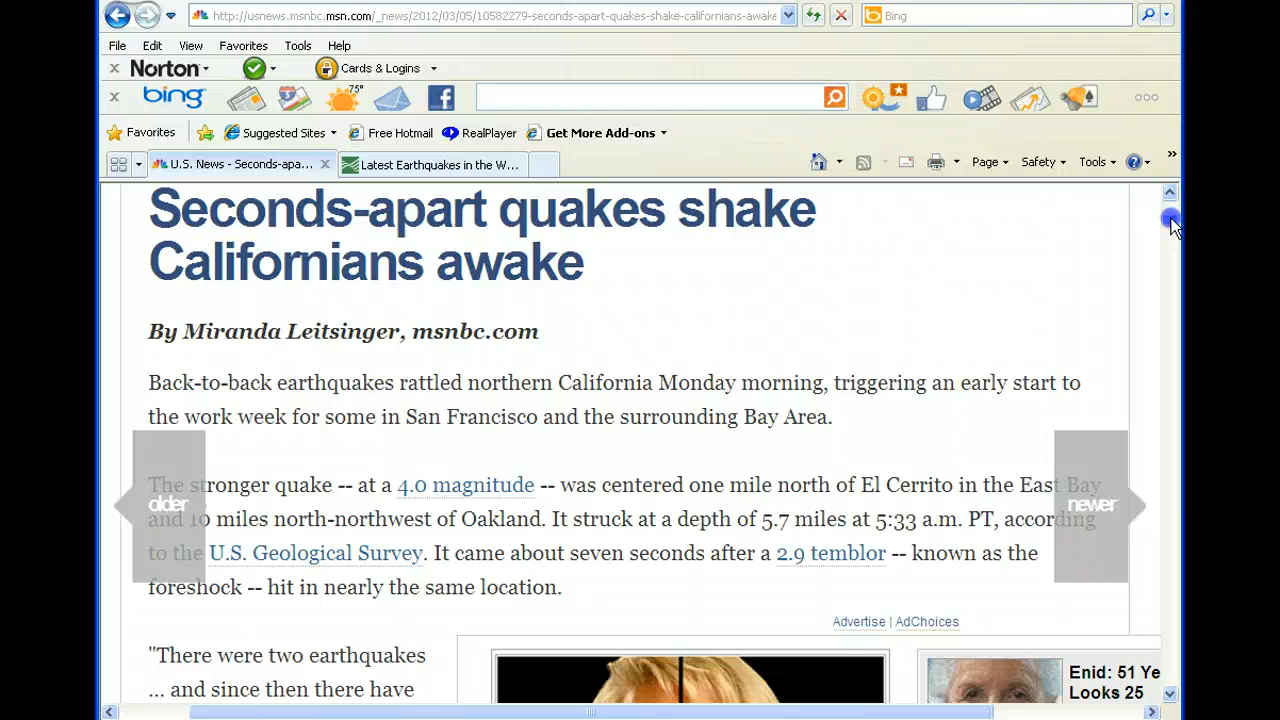 http://usnews.msnbc.msn.com/_news/2012/03/05/10582279-seconds-apart-quakes-shake-californians-awake
Bing
File Edit View Favorites Tools Help
x Norton Cards & Logins
x bing 75°
Favorites Suggested Sites Free Hotmail RealPlayer Get More Add-ons
U.S. News - Seconds-apa... x Latest Earthquakes in the W... Page Safety Tools »
Seconds-apart quakes shake
Californians awake
By Miranda Leitsinger, msnbc.com
Back-to-back earthquakes rattled northern California Monday morning, triggering an early start to
the work week for some in San Francisco and the surrounding Bay Area.
The stronger quake -- at a 4.0 magnitude -- was centered one mile north of El Cerrito in the East Bay
older
newer
and 10 miles north-northwest of Oakland. It struck at a depth of 5.7 miles at 5:33 a.m. PT, according
to the U.S. Geological Survey. It came about seven seconds after a 2.9 temblor -- known as the
foreshock -- hit in nearly the same location.
Advertise | AdChoices
"There were two earthquakes
... and since then there have
Enid: 51 Ye
Looks 25